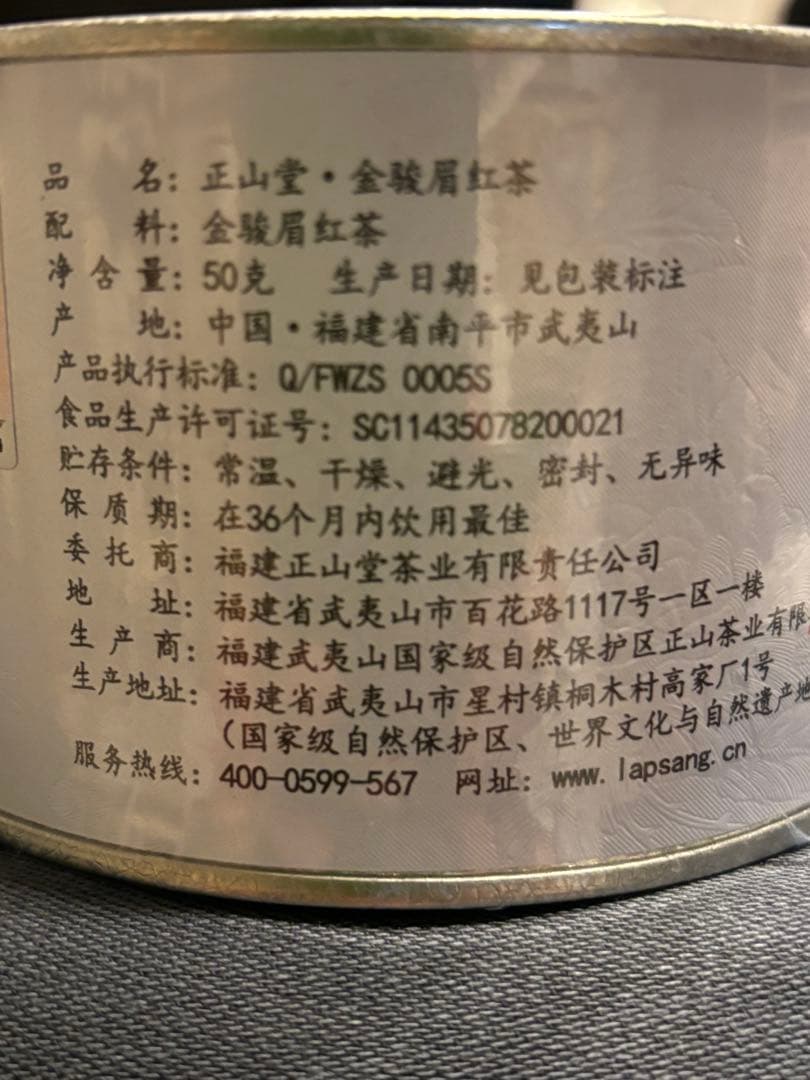 品 名：正山堂·金骏眉红茶
配 料：金骏眉红茶
净 含 量：50克 生产日期：见包装标注
产 地：中国·福建省南平市武夷山
产品执行标准：Q/FWZS 0005S
食品生产许可证号：SC11435078200021
贮存条件：常温、干燥、避光、密封、无异味
保 质 期：在36个月内饮用最佳
委 托 商：福建正山堂茶业有限责任公司
地 址：福建省武夷山市百花路1117号一区一楼
生 产 商：福建武夷山国家级自然保护区正山茶业有限
生产地址：福建省武夷山市星村镇桐木村高家厂1号
（国家级自然保护区、世界文化与自然遗产地
服务热线：400-0599-567 网址：www.lapsang.cn